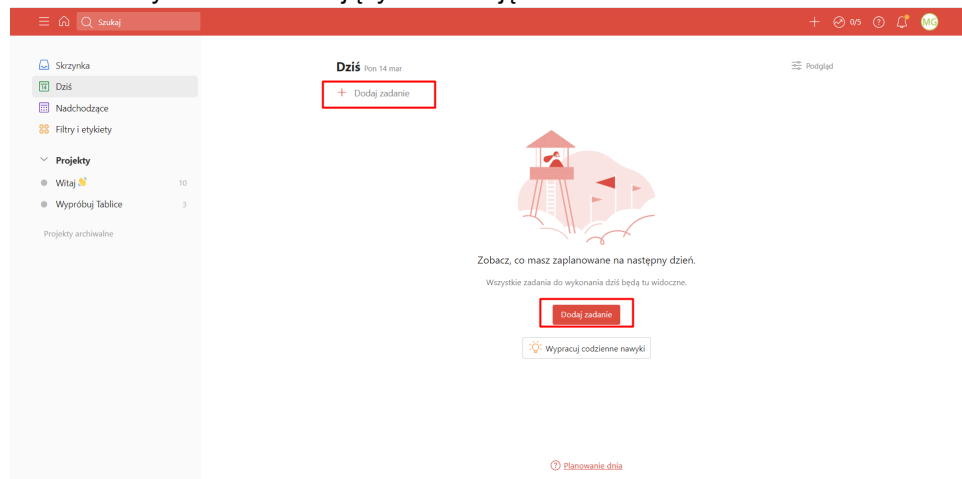 Szukaj
0/5
MG
Skrzynka
Dziś
Nadchodzące
Filtry i etykiety
Projekty
Witaj
10
Wypróbuj Tablice
3
Projekty archiwalne
Dziś Pon 14 mar
Podgląd
Dodaj zadanie
Zobacz, co masz zaplanowane na następny dzień.
Wszystkie zadania do wykonania dziś będą tu widoczne.
Dodaj zadanie
Wypracuj codzienne nawyki
Planowanie dnia